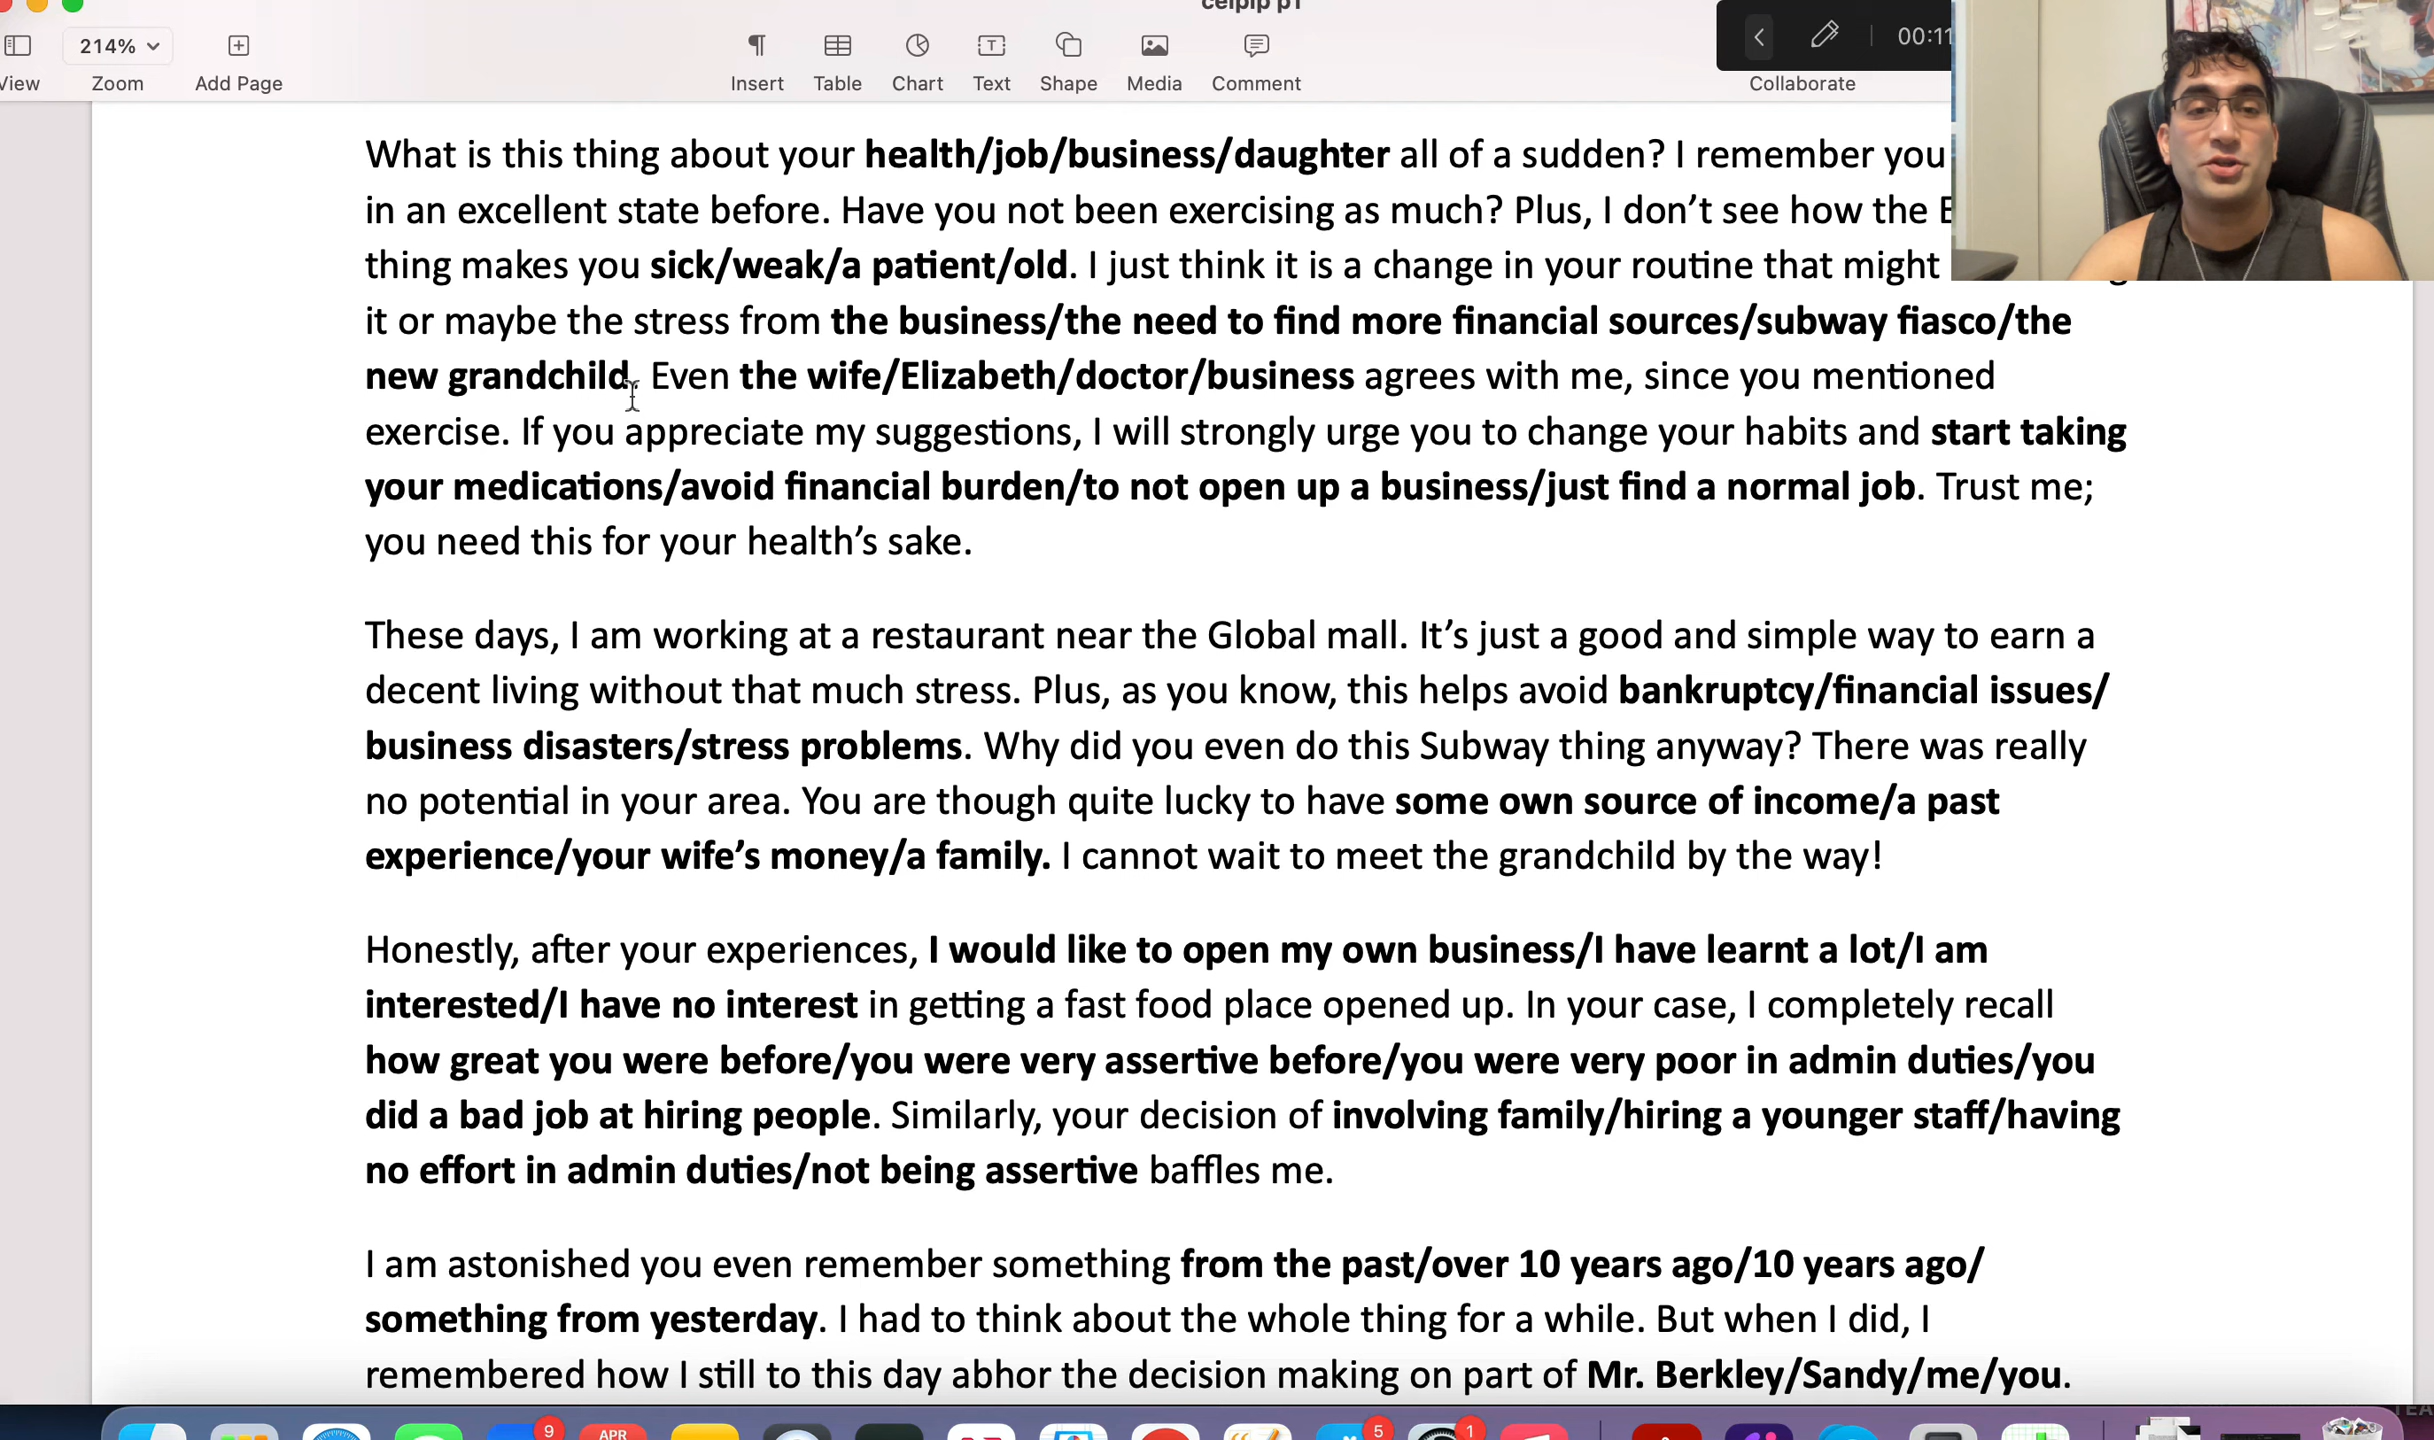 celpip p1
214%
View Zoom Add Page Insert Table Chart Text Shape Media Comment Collaborate
00:11
What is this thing about your health/job/business/daughter all of a sudden? I remember you
in an excellent state before. Have you not been exercising as much? Plus, I don’t see how the
thing makes you sick/weak/a patient/old. I just think it is a change in your routine that might
it or maybe the stress from the business/the need to find more financial sources/subway fiasco/the
new grandchild. Even the wife/Elizabeth/doctor/business agrees with me, since you mentioned
exercise. If you appreciate my suggestions, I will strongly urge you to change your habits and start taking
your medications/avoid financial burden/to not open up a business/just find a normal job. Trust me;
you need this for your health’s sake.
These days, I am working at a restaurant near the Global mall. It’s just a good and simple way to earn a
decent living without that much stress. Plus, as you know, this helps avoid bankruptcy/financial issues/
business disasters/stress problems. Why did you even do this Subway thing anyway? There was really
no potential in your area. You are though quite lucky to have some own source of income/a past
experience/your wife’s money/a family. I cannot wait to meet the grandchild by the way!
Honestly, after your experiences, I would like to open my own business/I have learnt a lot/I am
interested/I have no interest in getting a fast food place opened up. In your case, I completely recall
how great you were before/you were very assertive before/you were very poor in admin duties/you
did a bad job at hiring people. Similarly, your decision of involving family/hiring a younger staff/having
no effort in admin duties/not being assertive baffles me.
I am astonished you even remember something from the past/over 10 years ago/10 years ago/
something from yesterday. I had to think about the whole thing for a while. But when I did, I
remembered how I still to this day abhor the decision making on part of Mr. Berkley/Sandy/me/you.
9 APR 5 1